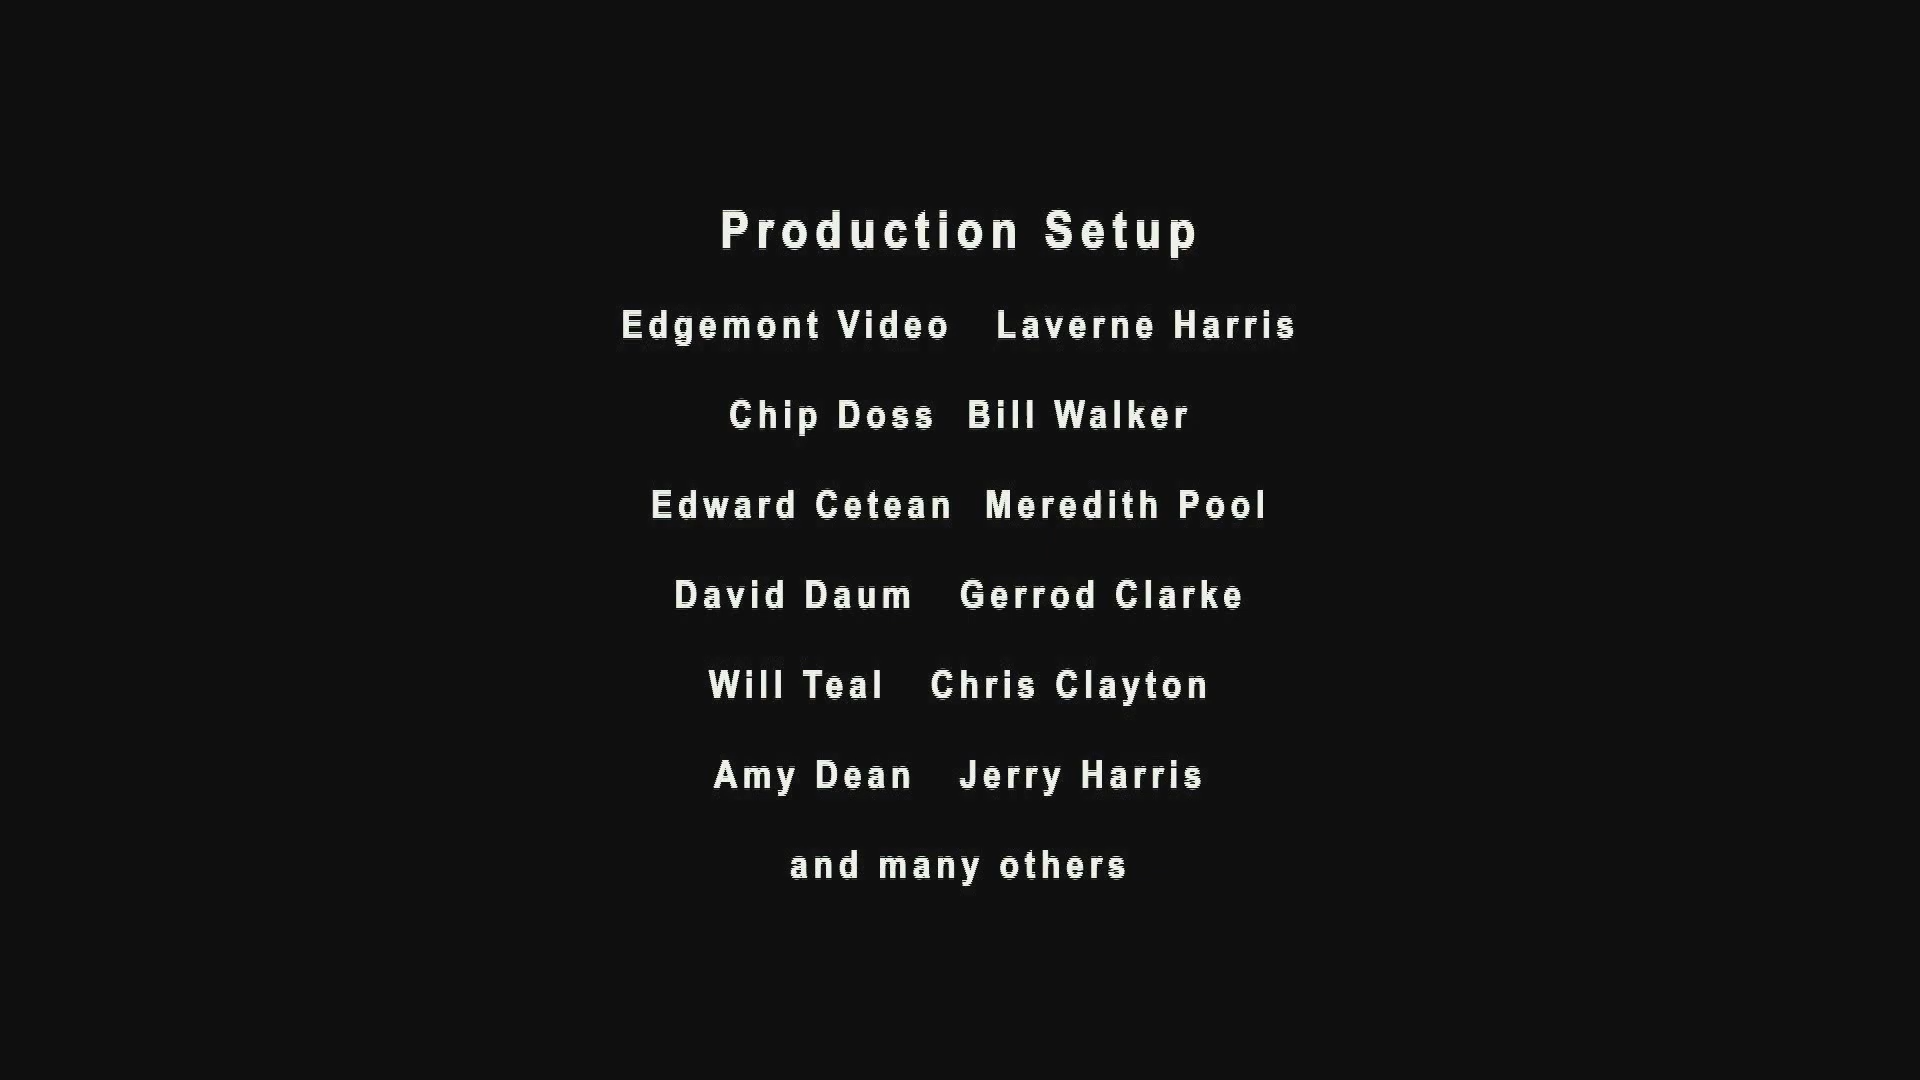 Production Setup
Edgemont Video Laverne Harris
Chip Doss Bill Walker
Edward Cetean Meredith Pool
David Daum Gerrod Clarke
Will Teal Chris Clayton
Amy Dean Jerry Harris
and many others